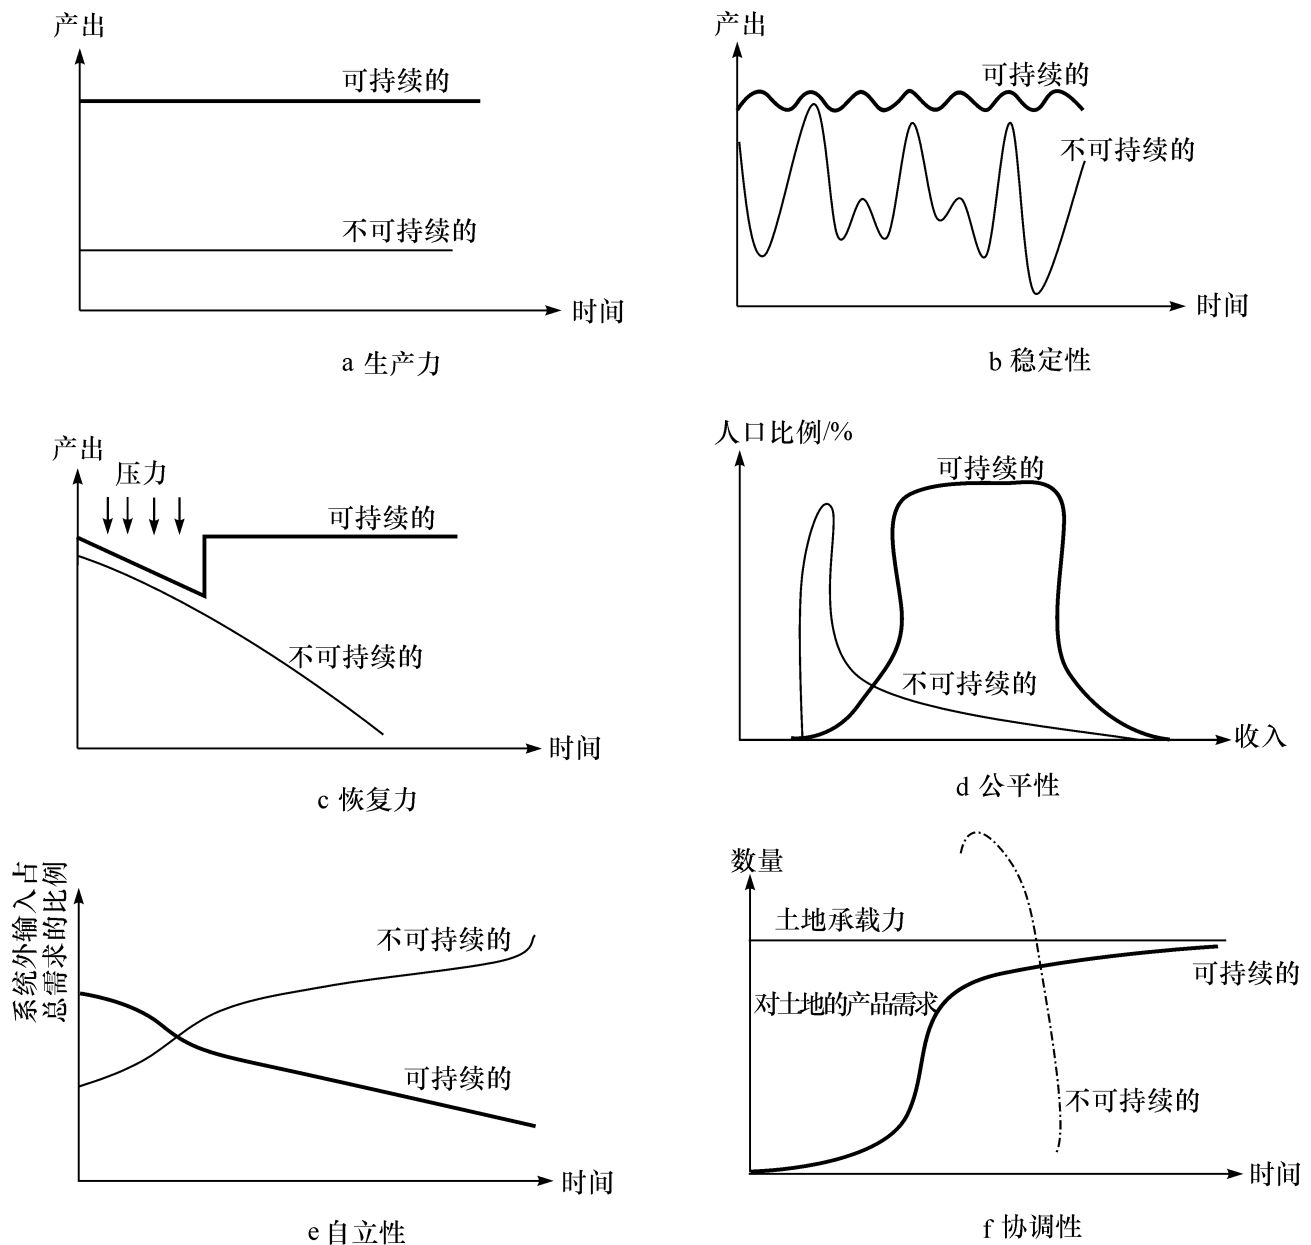 产出
可持续的
不可持续的
时间
a 生产力
产出
可持续的
不可持续的
时间
b 稳定性
产出
压力
可持续的
不可持续的
时间
c 恢复力
人口比例/%
可持续的
不可持续的
收入
d 公平性
系统外输入占
总需求的比例
不可持续的
可持续的
时间
e 自立性
数量
土地承载力
可持续的
对土地的产品需求
不可持续的
时间
f 协调性